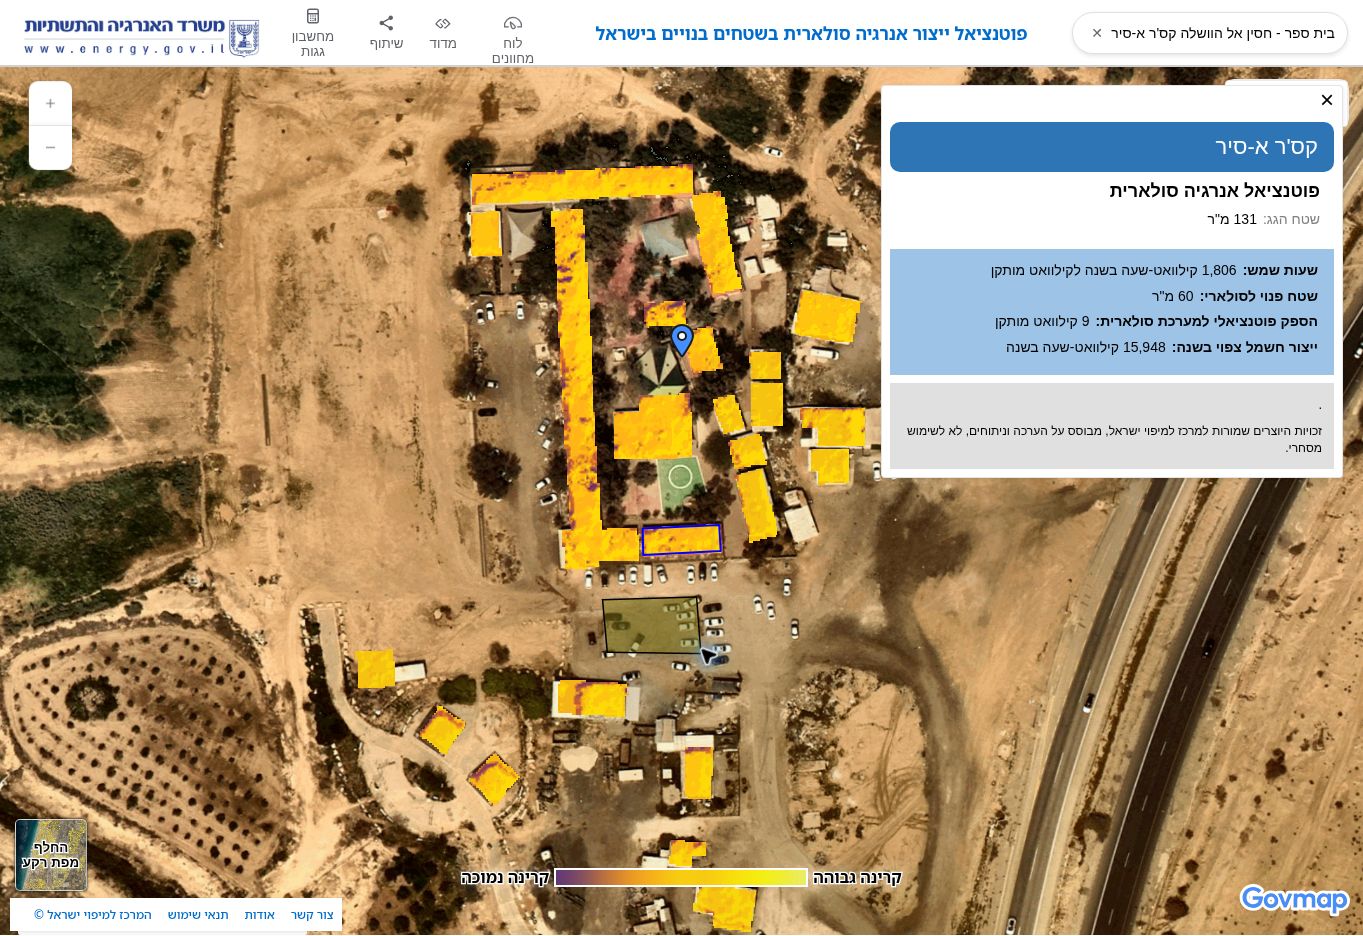 בית ספר - חסין אל הוושלה קס'ר א-סיר
פוטנציאל ייצור אנרגיה סולארית בשטחים בנויים בישראל
לוח
מחוונים
מדוד
שיתוף
מחשבון
גגות
משרד האנרגיה והתשתיות
www.energy.gov.il
קס'ר א-סיר
פוטנציאל אנרגיה סולארית
שטח הגג: 131 מ"ר
שעות שמש: 1,806 קילוואט-שעה בשנה לקילוואט מותקן
שטח פנוי לסולארי: 60 מ"ר
הספק פוטנציאלי למערכת סולארית: 9 קילוואט מותקן
ייצור חשמל צפוי בשנה: 15,948 קילוואט-שעה בשנה
.
זכויות היוצרים שמורות למרכז למיפוי ישראל, מבוסס על הערכה וניתוחים, לא לשימוש
מסחרי.
החלף
מפת רקע
קרינה גבוהה
קרינה נמוכה
Govmap
צור קשר אודות תנאי שימוש המרכז למיפוי ישראל ©